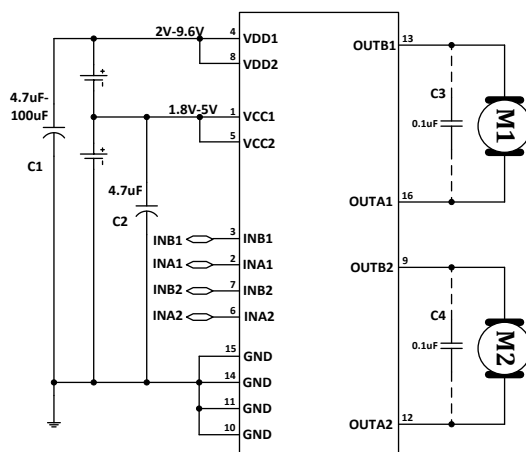 2V-9.6V
4
VDD1
8
VDD2
OUTB1
13
4.7uF-
100uF
C1
1.8V-5V
1
VCC1
5
VCC2
C3
0.1uF
M1
4.7uF
C2
OUTA1
16
INB1
3
INB1
INA1
2
INA1
INB2
7
INB2
INA2
6
INA2
OUTB2
9
C4
0.1uF
M2
15
GND
14
GND
11
GND
10
GND
OUTA2
12